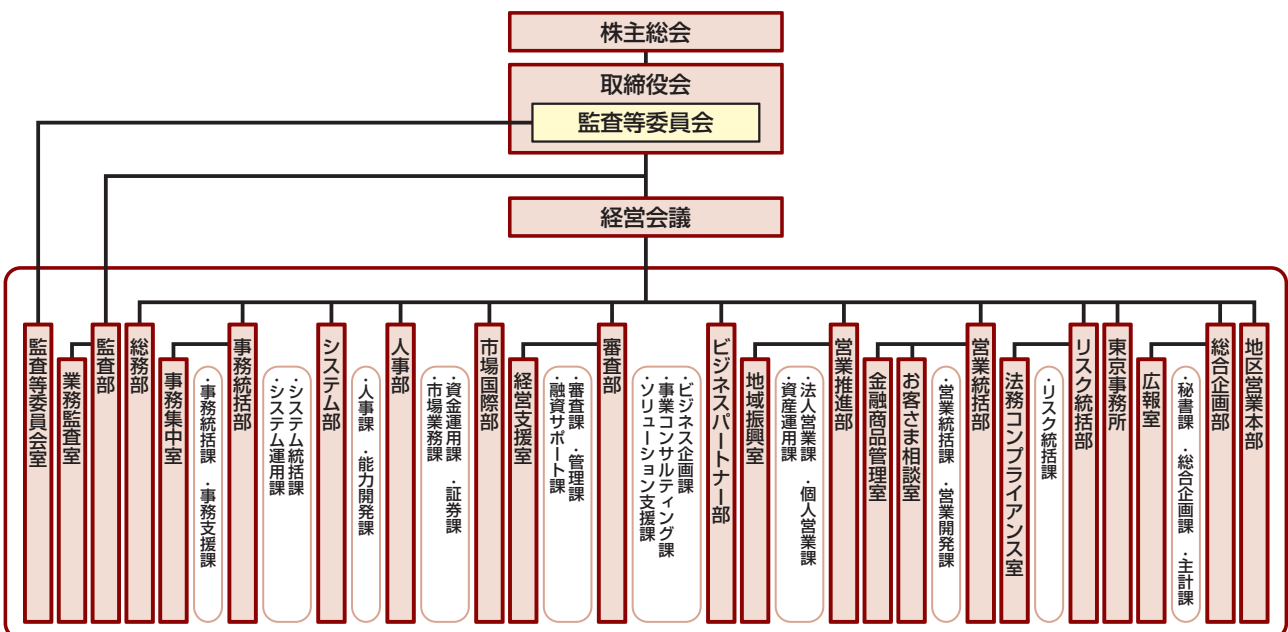 株主総会
取締役会
監査等委員会
経営会議
地区営業本部
総合企画部
・秘書課 ・総合企画課 ・主計課
広報室
東京事務所
リスク統括部
・リスク統括課
法務コンプライアンス室
営業統括部
・営業統括課 ・営業開発課
お客さま相談室
金融商品管理室
営業推進部
・法人営業課 ・個人営業課
・資産運用課
地域振興室
ビジネスパートナー部
・ビジネス企画課
・事業コンサルティング課
・ソリューション支援課
審査部
・審査課 ・管理課
・融資サポート課
経営支援室
市場国際部
・資金運用課 ・証券課
・市場業務課
人事部
・人事課 ・能力開発課
システム部
・システム統括課
・システム運用課
事務統括部
・事務統括課 ・事務支援課
事務集中室
総務部
監査部
業務監査室
監査等委員会室